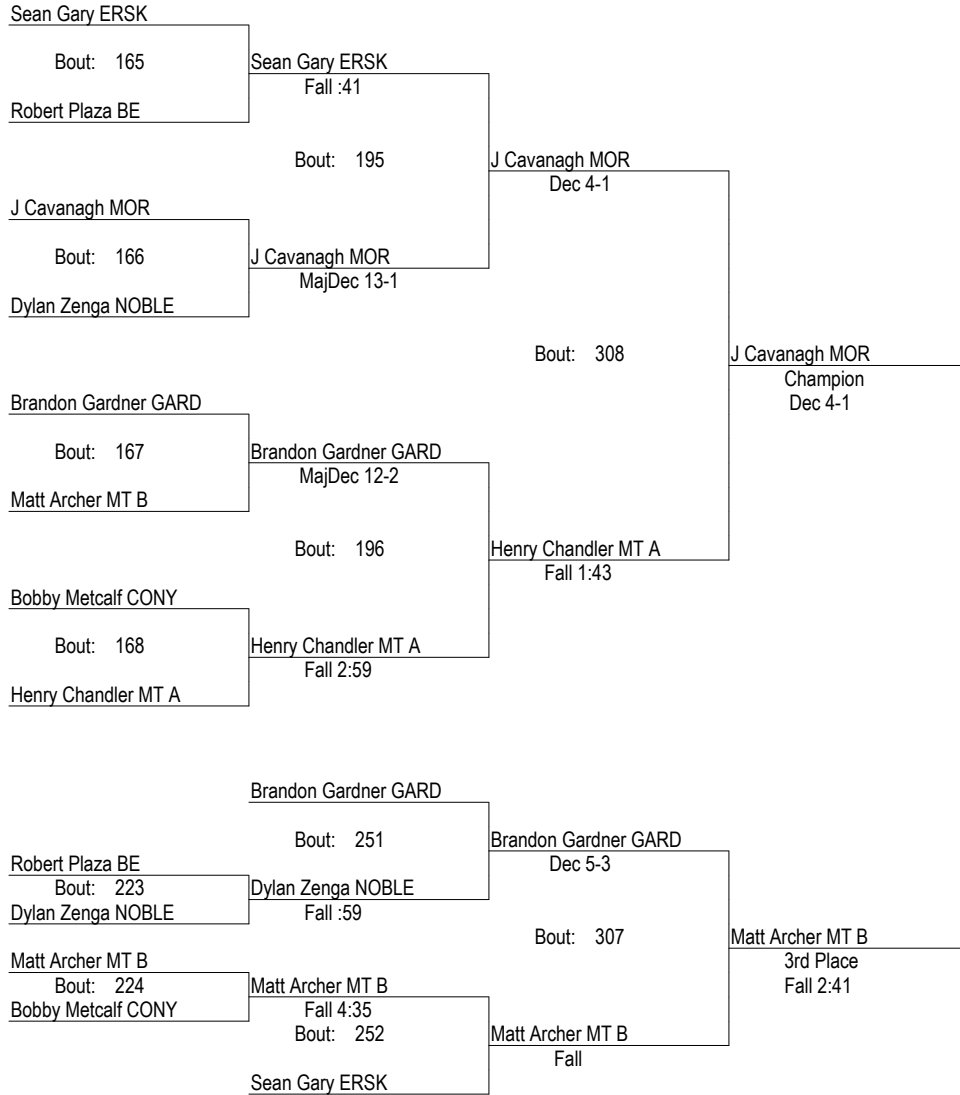 Sean Gary ERSK
Bout: 165
Sean Gary ERSK
Fall :41
Robert Plaza BE
Bout: 195
J Cavanagh MOR
Dec 4-1
J Cavanagh MOR
Bout: 166
J Cavanagh MOR
MajDec 13-1
Dylan Zenga NOBLE
Bout: 308
J Cavanagh MOR
Champion
Dec 4-1
Brandon Gardner GARD
Bout: 167
Brandon Gardner GARD
MajDec 12-2
Matt Archer MT B
Bout: 196
Henry Chandler MT A
Fall 1:43
Bobby Metcalf CONY
Bout: 168
Henry Chandler MT A
Fall 2:59
Henry Chandler MT A
Brandon Gardner GARD
Bout: 251
Brandon Gardner GARD
Dec 5-3
Robert Plaza BE
Bout: 223
Dylan Zenga NOBLE
Fall :59
Dylan Zenga NOBLE
Bout: 307
Matt Archer MT B
3rd Place
Fall 2:41
Matt Archer MT B
Bout: 224
Matt Archer MT B
Fall 4:35
Bobby Metcalf CONY
Bout: 252
Matt Archer MT B
Fall
Sean Gary ERSK